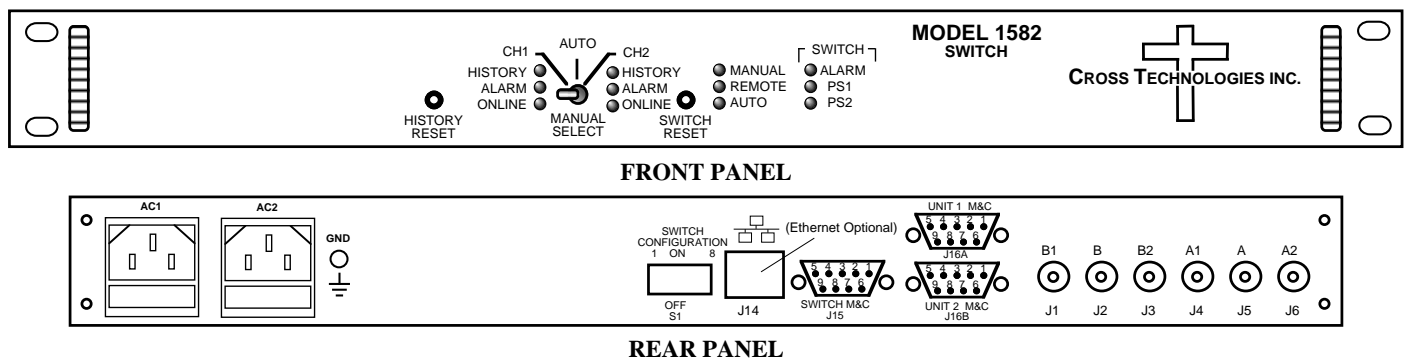 MODEL 1582
SWITCH
CROSS TECHNOLOGIES INC.
CH1
AUTO
CH2
HISTORY
ALARM
ONLINE
HISTORY
ALARM
ONLINE
MANUAL
SELECT
HISTORY
RESET
SWITCH
RESET
MANUAL
REMOTE
AUTO
SWITCH
ALARM
PS1
PS2
FRONT PANEL
AC1
AC2
GND
SWITCH
CONFIGURATION
1 ON 8
OFF
S1
(Ethernet Optional)
J14
5 4 3 2 1
9 8 7 6
SWITCH M&C
J15
UNIT 1 M&C
5 4 3 2 1
9 8 7 6
J16A
5 4 3 2 1
9 8 7 6
UNIT 2 M&C
J16B
B1 B B2 A1 A A2
J1 J2 J3 J4 J5 J6
REAR PANEL